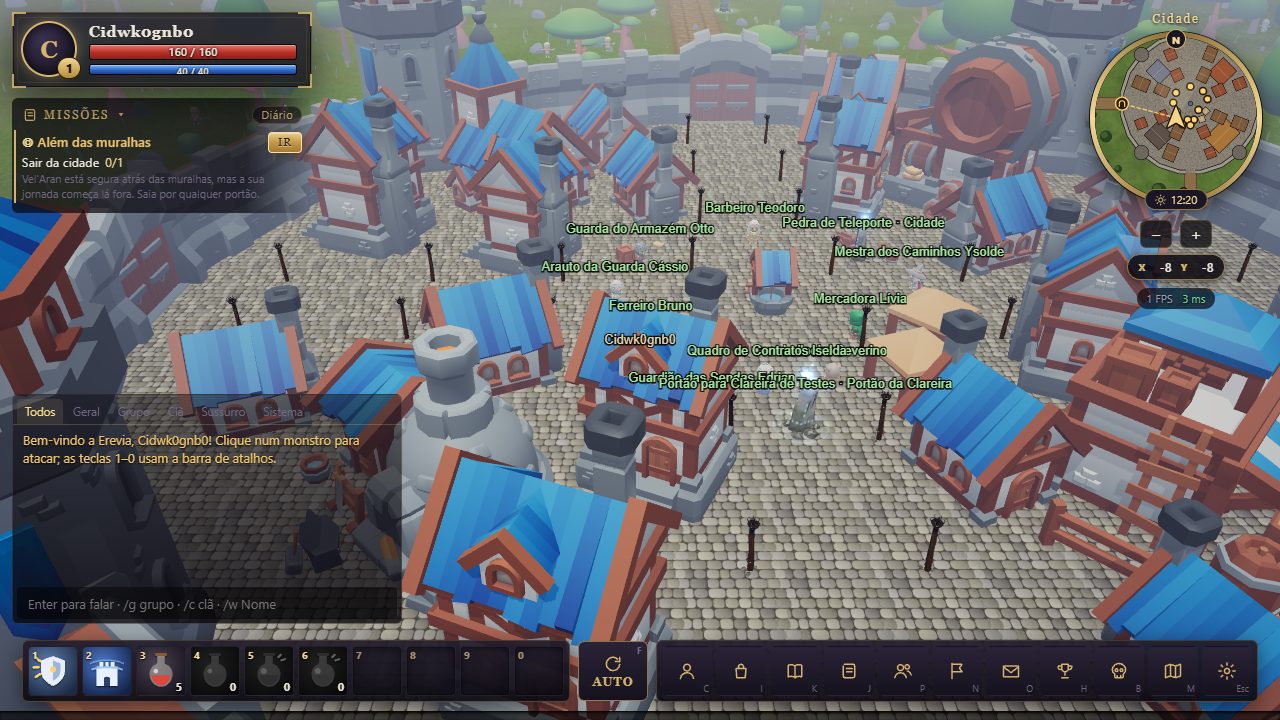 Cidwkognbo
160 / 160
40 / 40
C
1
MISSÕES
Diário
Além das muralhas
IR
Sair da cidade 0/1
Vel'Aran está segura atrás das muralhas, mas a sua
jornada começa lá fora. Saia por qualquer portão.
Cidade
N
12:20
− +
X -8 Y -8
1 FPS 3 ms
Barbeiro Teodoro
Pedra de Teleporte · Cidade
Guarda do Armazém Otto
Mestra dos Caminhos Ysolde
Arauto da Guarda Cássio
Mercadora Lívia
Ferreiro Bruno
Cidwk0gnb0
Quadro de Contratos
Portão para Clareira de Testes · Portão da Clareira
Todos Geral Grupo Clã Sussurro Sistema
Bem-vindo a Erevia, Cidwk0gnb0! Clique num monstro para
atacar; as teclas 1–0 usam a barra de atalhos.
Enter para falar · /g grupo · /c clã · /w Nome
1 2 3 4 5 6 7 8 9 0
5 0 0 0
F
AUTO
C I K J P N O H B M Esc